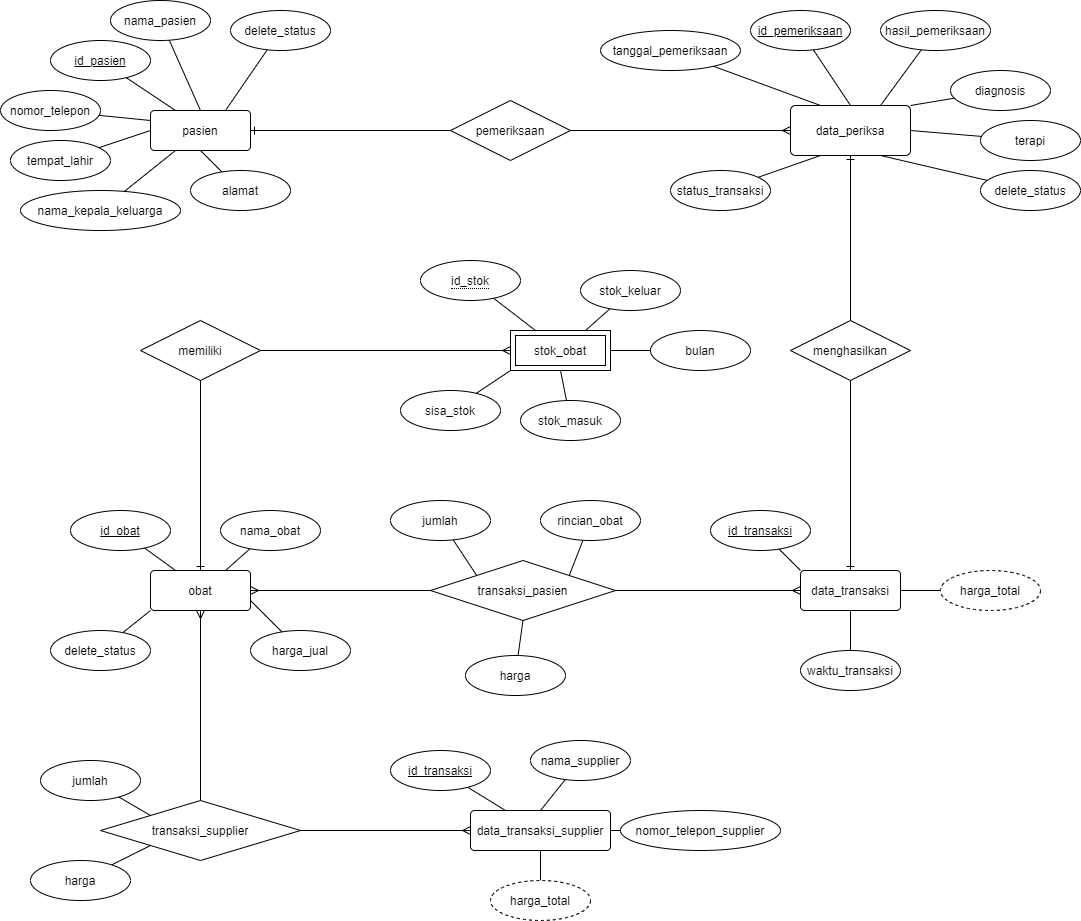 nama_pasien
delete_status
id_pasien
nomor_telepon
pasien
tempat_lahir
nama_kepala_keluarga
alamat
pemeriksaan
id_pemeriksaan
hasil_pemeriksaan
tanggal_pemeriksaan
diagnosis
data_periksa
terapi
status_transaksi
delete_status
id_stok
stok_keluar
memiliki
stok_obat
bulan
menghasilkan
sisa_stok
stok_masuk
id_obat
nama_obat
jumlah
rincian_obat
id_transaksi
obat
transaksi_pasien
data_transaksi
harga_total
delete_status
harga_jual
harga
waktu_transaksi
jumlah
id_transaksi
nama_supplier
transaksi_supplier
data_transaksi_supplier
nomor_telepon_supplier
harga
harga_total